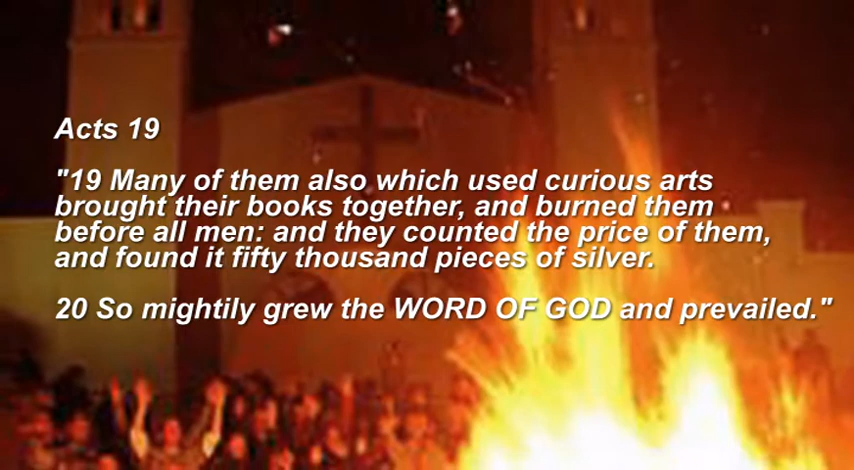 Acts 19
"19 Many of them also which used curious arts
brought their books together, and burned them
before all men: and they counted the price of them,
and found it fifty thousand pieces of silver.
20 So mightily grew the WORD OF GOD and prevailed."